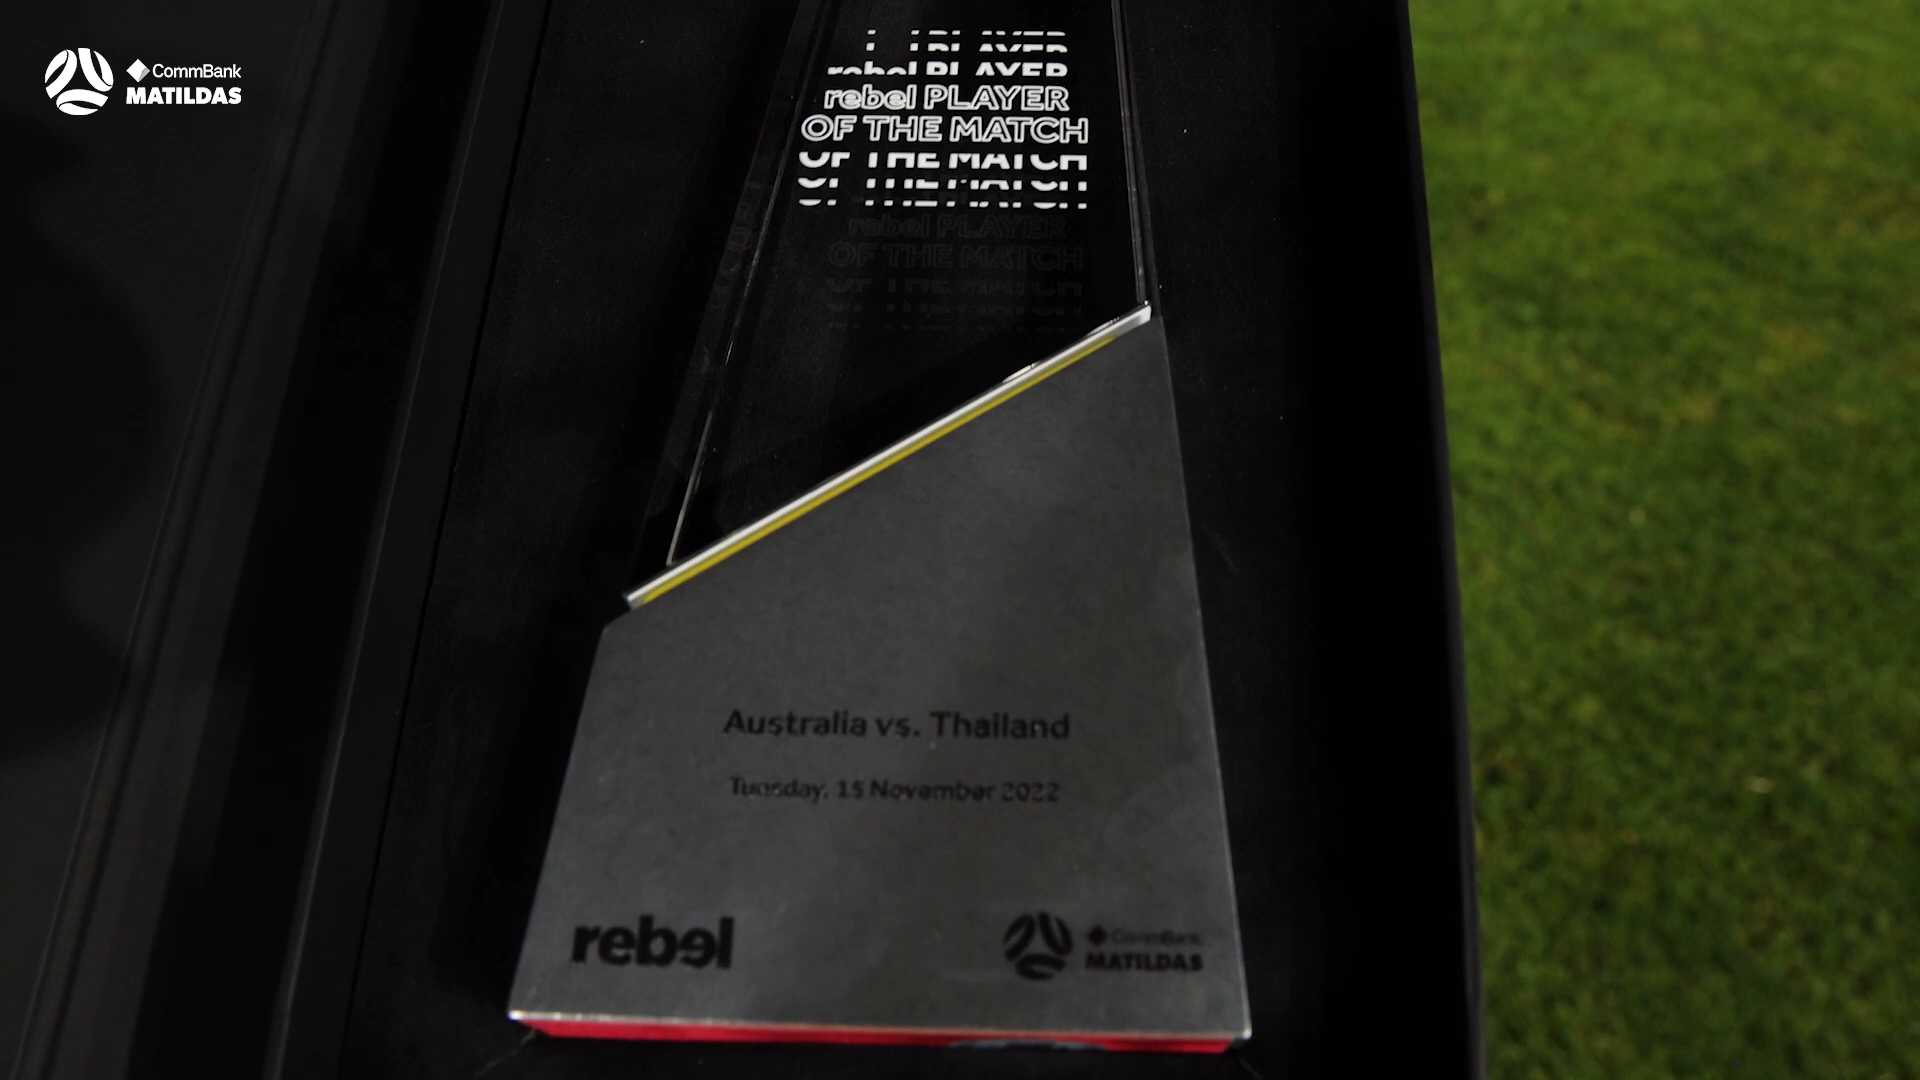 CommBank
MATILDAS
rebel PLAYER
OF THE MATCH
rebel PLAYER
OF THE MATCH
Australia vs. Thailand
Tuesday, 15 November 2022
rebel
CommBank
MATILDAS